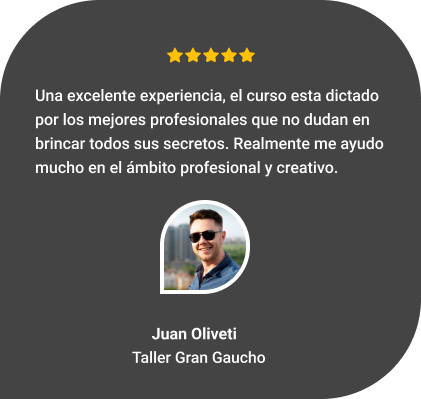 Una excelente experiencia, el curso esta dictado
por los mejores profesionales que no dudan en
brincar todos sus secretos. Realmente me ayudo
mucho en el ámbito profesional y creativo.
Juan Oliveti
Taller Gran Gaucho